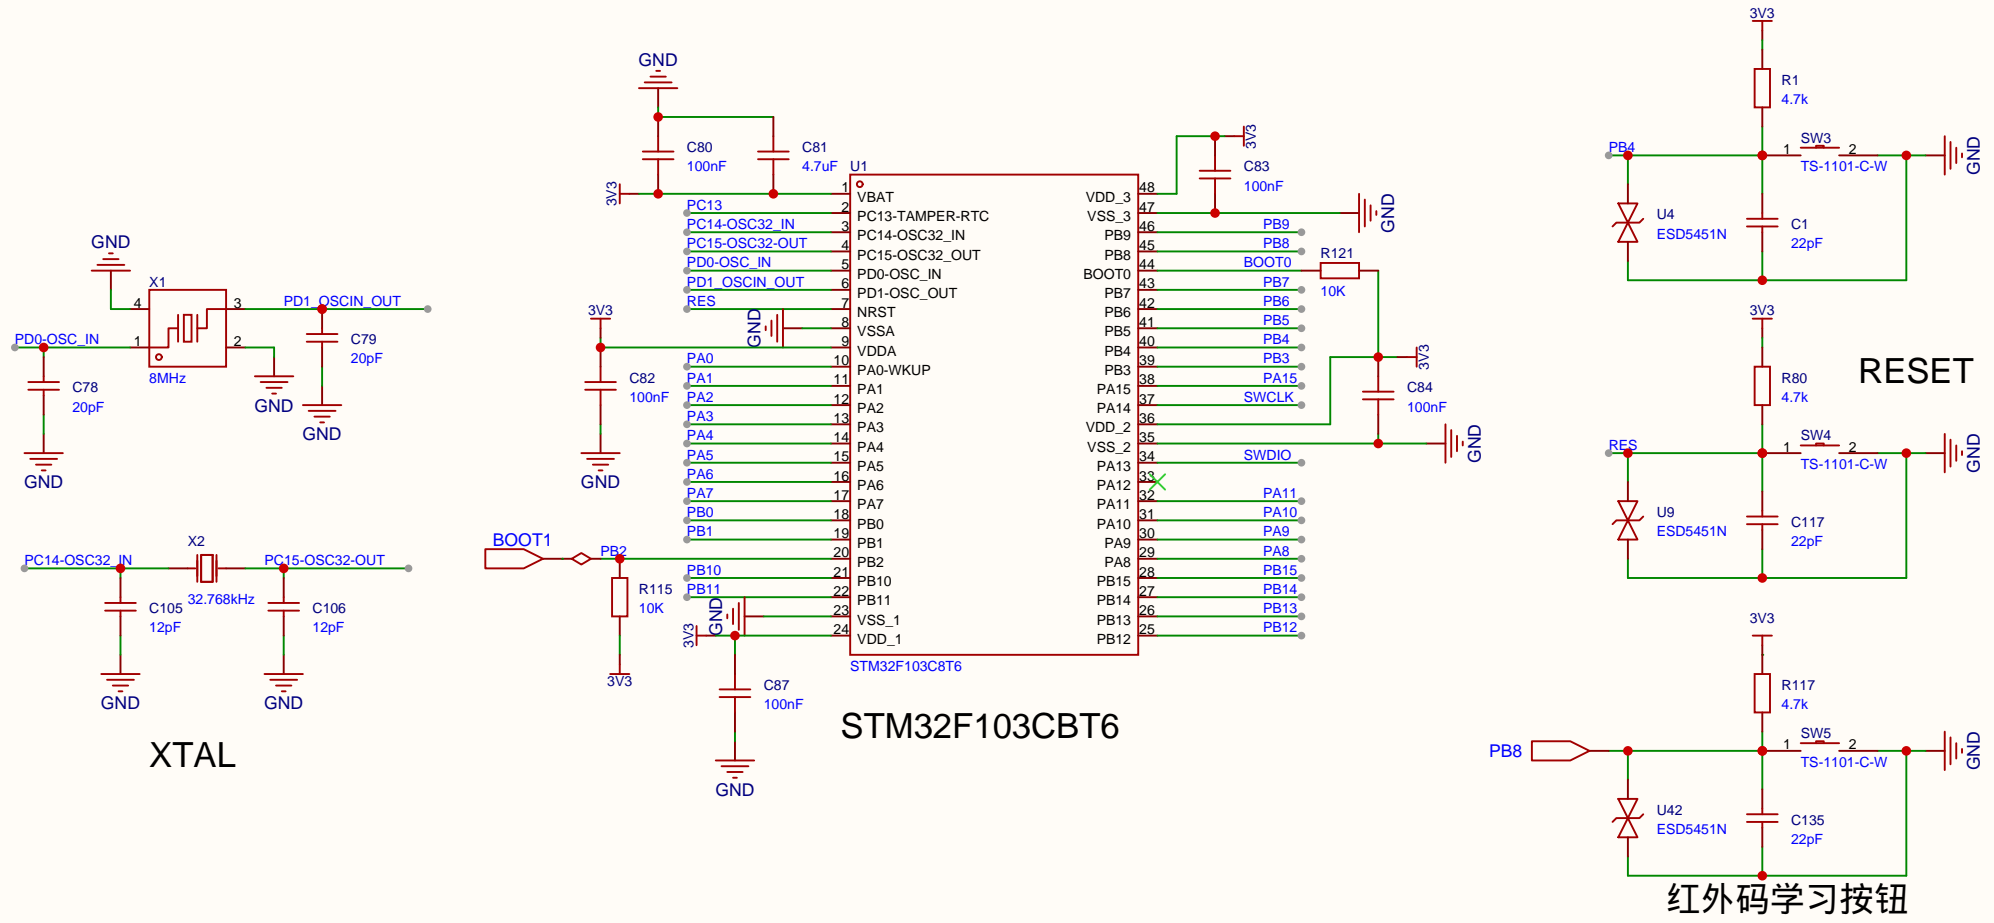 GND
X1
4
3
PD1_OSCIN_OUT
PD0-OSC_IN
1
2
8MHz
C79
20pF
C78
20pF
GND
GND
GND
X2
PC14-OSC32_IN
PC15-OSC32-OUT
32.768kHz
C105
12pF
C106
12pF
GND
GND
XTAL
GND
C80
100nF
C81
4.7uF
3V3
U1
PC13
PC14-OSC32_IN
PC15-OSC32-OUT
PD0-OSC_IN
PD1_OSCIN_OUT
RES
GND
3V3
C82
100nF
GND
PA0
PA1
PA2
PA3
PA4
PA5
PA6
PA7
PB0
PB1
BOOT1
PB2
R115
10K
3V3
PB10
PB11
GND
3V3
C87
100nF
GND
1 VBAT
2 PC13-TAMPER-RTC
3 PC14-OSC32_IN
4 PC15-OSC32_OUT
5 PD0-OSC_IN
6 PD1-OSC_OUT
7 NRST
8 VSSA
9 VDDA
10 PA0-WKUP
11 PA1
12 PA2
13 PA3
14 PA4
15 PA5
16 PA6
17 PA7
18 PB0
19 PB1
20 PB2
21 PB10
22 PB11
23 VSS_1
24 VDD_1
VDD_3 48
VSS_3 47
PB9 46
PB8 45
BOOT0 44
PB7 43
PB6 42
PB5 41
PB4 40
PB3 39
PA15 38
PA14 37
VDD_2 36
VSS_2 35
PA13 34
PA12 33
PA11 32
PA10 31
PA9 30
PA8 29
PB15 28
PB14 27
PB13 26
PB12 25
STM32F103C8T6
STM32F103CBT6
3V3
C83
100nF
GND
PB9
PB8
BOOT0
R121
10K
PB7
PB6
PB5
PB4
PB3
PA15
SWCLK
3V3
C84
100nF
GND
SWDIO
PA11
PA10
PA9
PA8
PB15
PB14
PB13
PB12
3V3
R1
4.7k
PB4
SW3
1
2
TS-1101-C-W
GND
U4
ESD5451N
C1
22pF
3V3
RESET
R80
4.7k
RES
SW4
1
2
TS-1101-C-W
GND
U9
ESD5451N
C117
22pF
3V3
R117
4.7k
PB8
SW5
1
2
TS-1101-C-W
GND
U42
ESD5451N
C135
22pF
红外码学习按钮